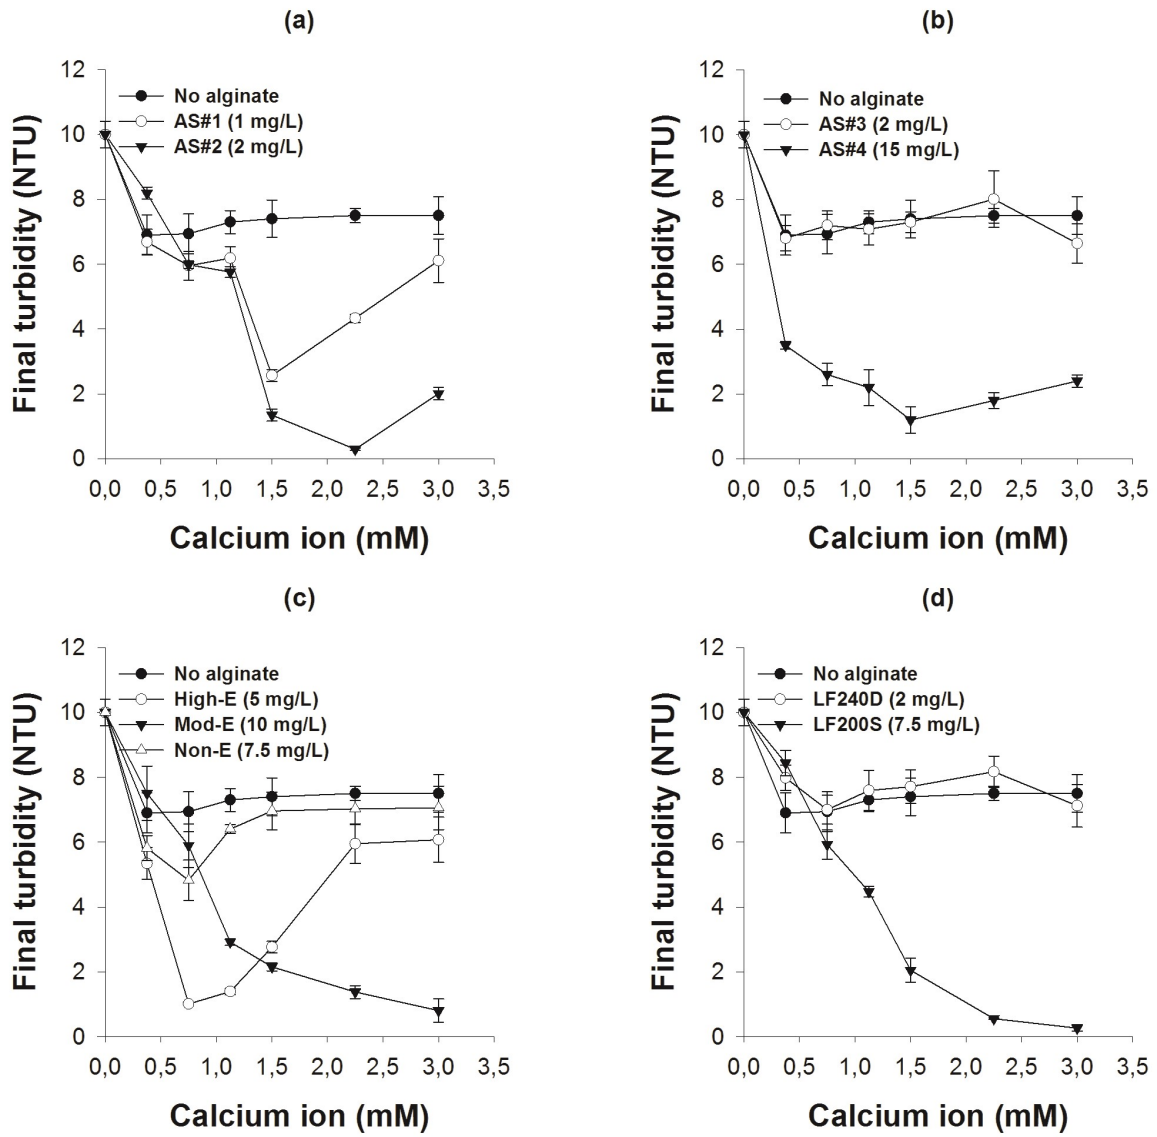 (a)
Final turbidity (NTU)
12
10
8
6
4
2
0
No alginate
AS#1 (1 mg/L)
AS#2 (2 mg/L)
0,0 0,5 1,0 1,5 2,0 2,5 3,0 3,5
Calcium ion (mM)
(b)
Final turbidity (NTU)
12
10
8
6
4
2
0
No alginate
AS#3 (2 mg/L)
AS#4 (15 mg/L)
0,0 0,5 1,0 1,5 2,0 2,5 3,0 3,5
Calcium ion (mM)
(c)
Final turbidity (NTU)
12
10
8
6
4
2
0
No alginate
High-E (5 mg/L)
Mod-E (10 mg/L)
Non-E (7.5 mg/L)
0,0 0,5 1,0 1,5 2,0 2,5 3,0 3,5
Calcium ion (mM)
(d)
Final turbidity (NTU)
12
10
8
6
4
2
0
No alginate
LF240D (2 mg/L)
LF200S (7.5 mg/L)
0,0 0,5 1,0 1,5 2,0 2,5 3,0 3,5
Calcium ion (mM)